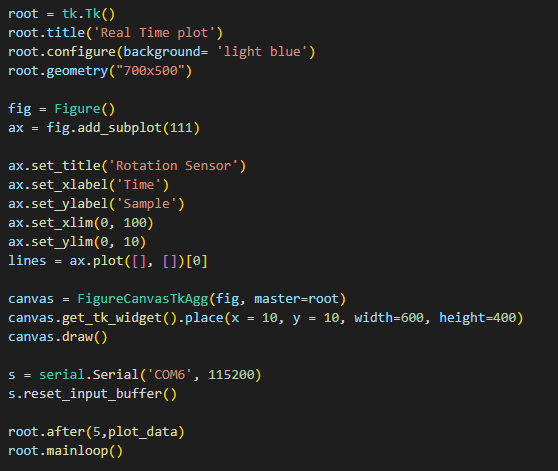 root = tk.Tk()
root.title('Real Time plot')
root.configure(background= 'light blue')
root.geometry("700x500")

fig = Figure()
ax = fig.add_subplot(111)

ax.set_title('Rotation Sensor')
ax.set_xlabel('Time')
ax.set_ylabel('Sample')
ax.set_xlim(0, 100)
ax.set_ylim(0, 10)
lines = ax.plot([], [])[0]

canvas = FigureCanvasTkAgg(fig, master=root)
canvas.get_tk_widget().place(x = 10, y = 10, width=600, height=400)
canvas.draw()

s = serial.Serial('COM6', 115200)
s.reset_input_buffer()

root.after(5,plot_data)
root.mainloop()